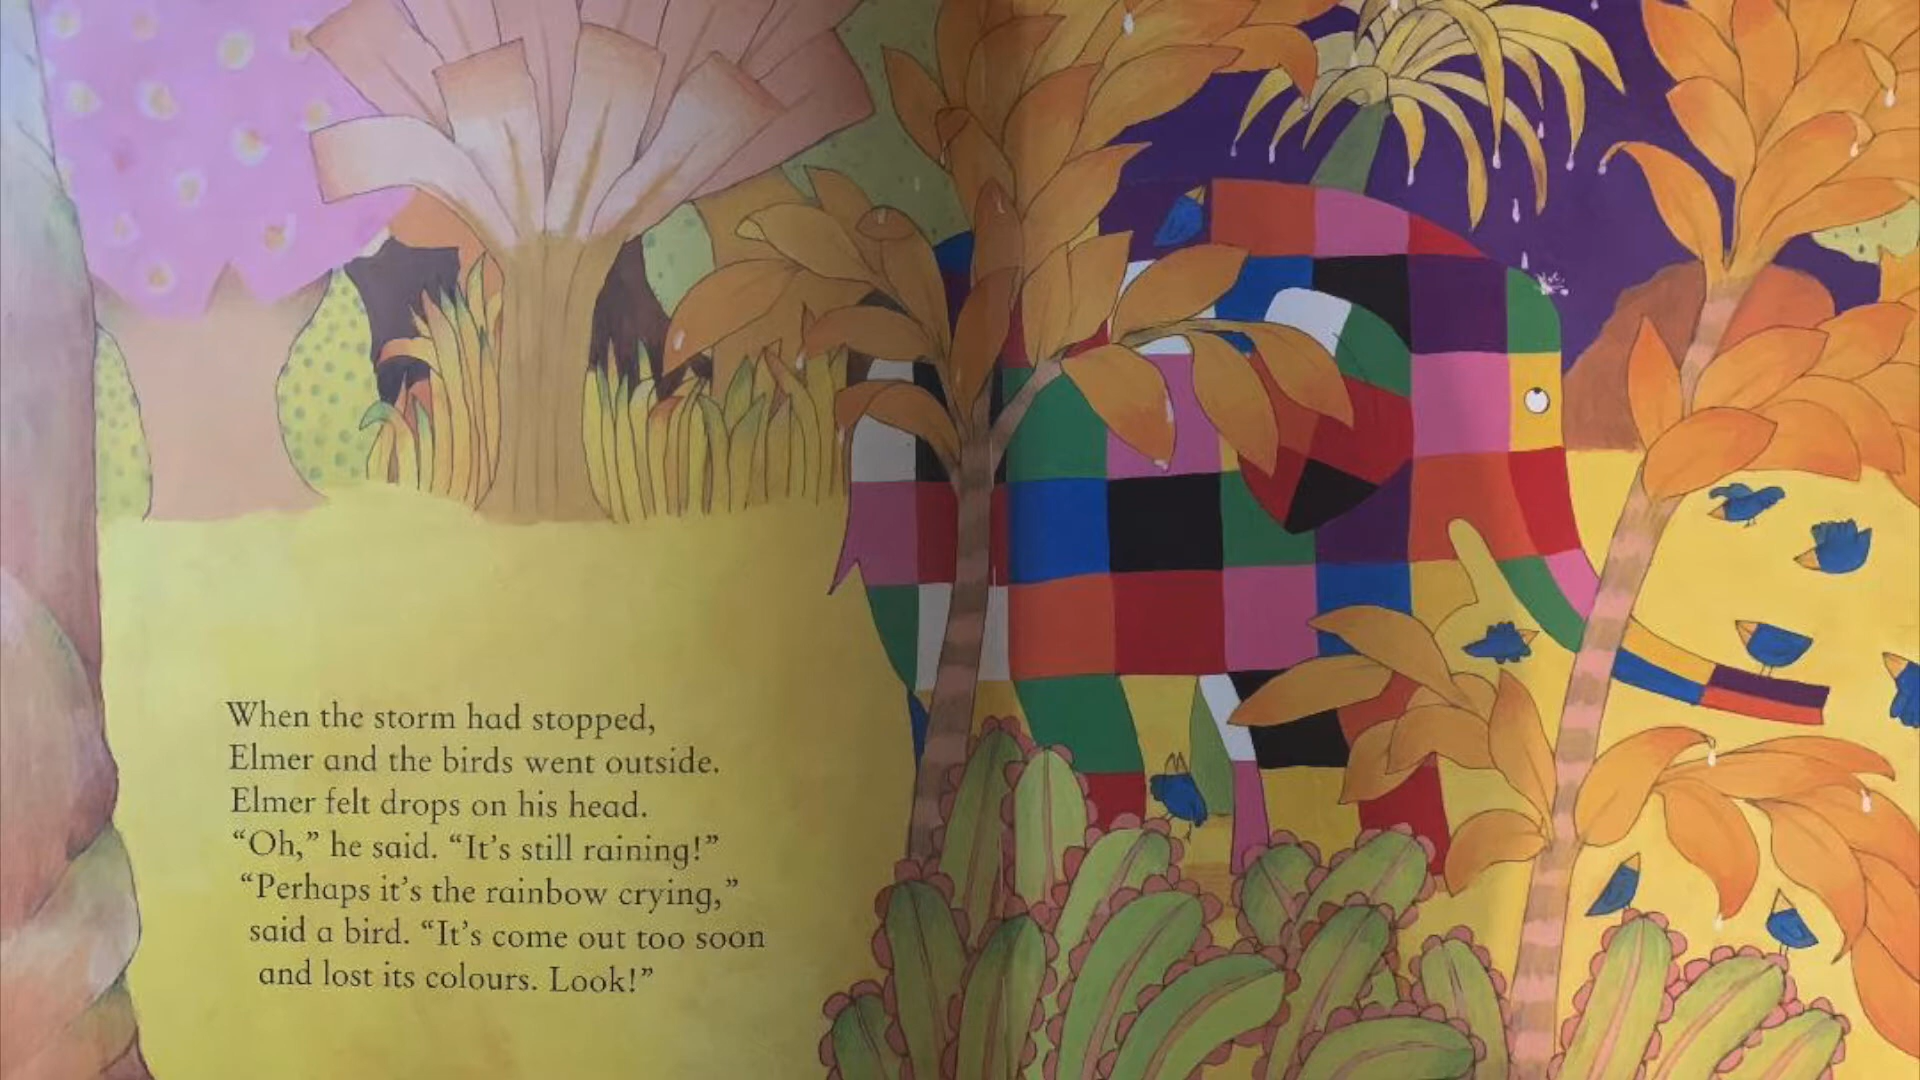 When the storm had stopped,
Elmer and the birds went outside.
Elmer felt drops on his head.
“Oh,” he said. “It’s still raining!”
“Perhaps it’s the rainbow crying,”
said a bird. “It’s come out too soon
and lost its colours. Look!”